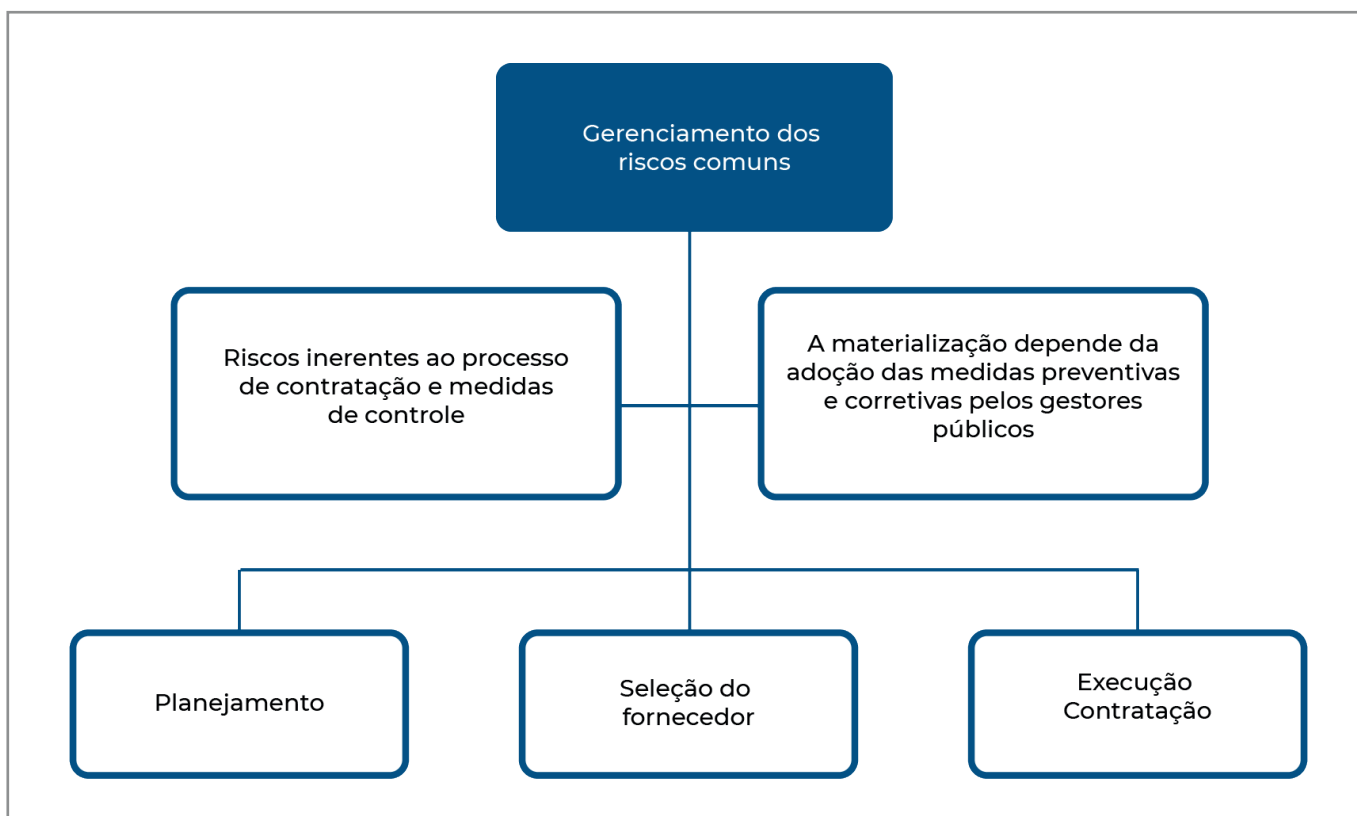 Gerenciamento dos
riscos comuns
Riscos inerentes ao processo
de contratação e medidas
de controle
A materialização depende da
adoção das medidas preventivas
e corretivas pelos gestores
públicos
Planejamento
Seleção do
fornecedor
Execução
Contratação